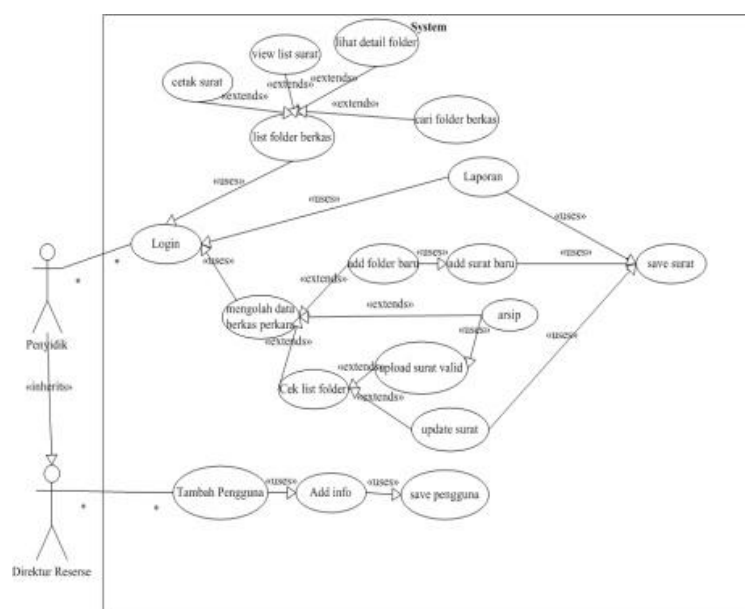 System
lihat detail folder
view list surat
«extends»
cetak surat
«extends»
«extends»
«extends»
cari folder berkas
list folder berkas
«uses»
Laporan
«uses»
«uses»
Login
*
*
«uses»
add folder baru
«uses»
add surat baru
«uses»
save surat
«extends»
mengolah data
berkas perkara
«extends»
arsip
Penyidik
«extends»
«uses»
«uses»
«inherits»
«extends»
upload surat valid
Cek list folder
«extends»
update surat
Tambah Pengguna
«uses»
Add info
«uses»
save pengguna
*
*
Direktur Reserse